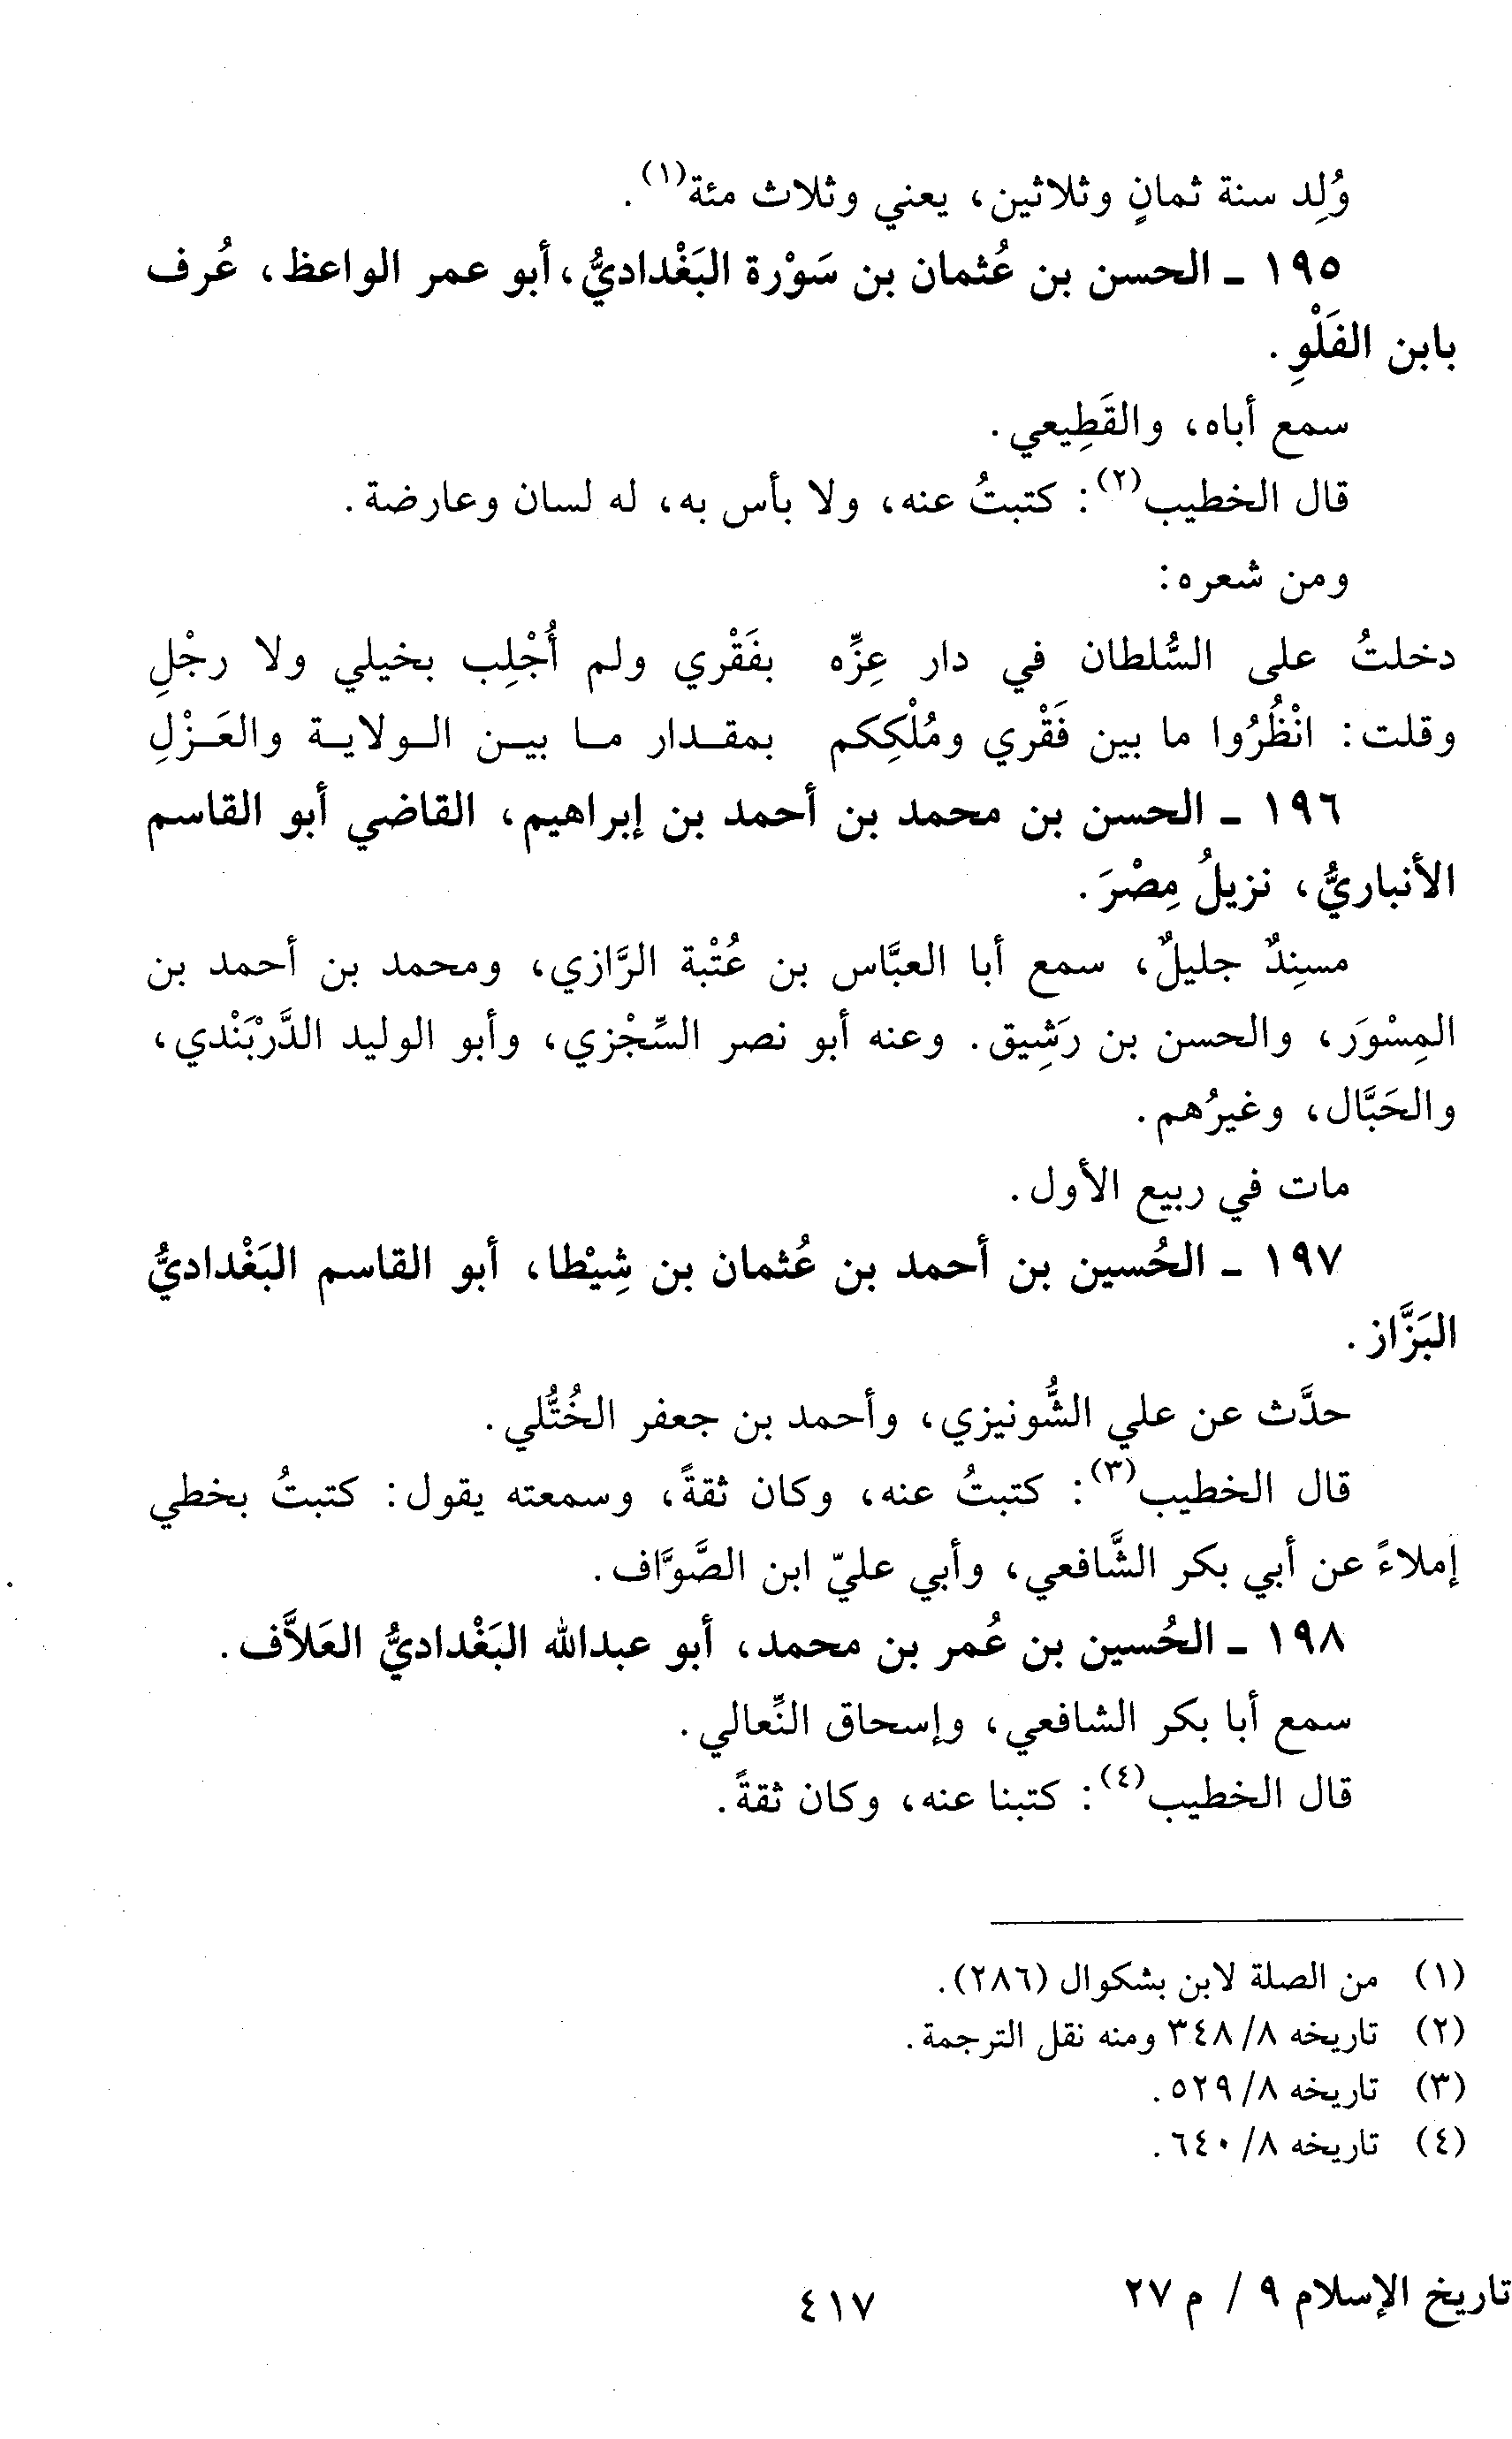 وُلِد سنة ثمانٍ وثلاثين، يعني وثلاث مئة(١).
١٩٥ ـ الحسن بن عُثمان بن سَوْرة البَغْداديُّ، أبو عمر الواعظ، عُرف
بابن الفَلْوِ.
سمع أباه، والقَطِيعي.
قال الخطيب(٢): كتبتُ عنه، ولا بأس به، له لسان وعارضة.
ومن شعره:
دخلتُ على السُّلطان في دار عِزِّه بفَقْري ولم أُجْلِب بخيلي ولا رجْلِ
وقلت: انْظُرُوا ما بين فَقْري ومُلْكِكم بمقـدار مـا بيـن الـولايـة والعَـزْلِ
١٩٦ ـ الحسن بن محمد بن أحمد بن إبراهيم، القاضي أبو القاسم
الأنباريُّ، نزيلُ مِصْرَ.
مسنِدٌ جليلٌ، سمع أبا العبَّاس بن عُتْبة الرَّازي، ومحمد بن أحمد بن
المِسْوَر، والحسن بن رَشِيق. وعنه أبو نصر السِّجْزي، وأبو الوليد الدَّرْبَنْدي،
والحَبَّال، وغيرُهم.
مات في ربيع الأول.
١٩٧ ـ الحُسين بن أحمد بن عُثمان بن شِيْطا، أبو القاسم البَغْداديُّ
البَزَّاز.
حدَّث عن علي الشُّونيزي، وأحمد بن جعفر الخُتُّلي.
قال الخطيب(٣): كتبتُ عنه، وكان ثقةً، وسمعته يقول: كتبتُ بخطي
إملاءً عن أبي بكر الشَّافعي، وأبي عليّ ابن الصَّوَّاف.
١٩٨ ـ الحُسين بن عُمر بن محمد، أبو عبدالله البَغْداديُّ العَلاَّف.
سمع أبا بكر الشافعي، وإسحاق النِّعالي.
قال الخطيب(٤): كتبنا عنه، وكان ثقةً.
(١) من الصلة لابن بشكوال (٢٨٦).
(٢) تاريخه ٨/ ٣٤٨ ومنه نقل الترجمة.
(٣) تاريخه ٨/ ٥٢٩.
(٤) تاريخه ٨/ ٦٤٠.
تاريخ الإسلام ٩ / م ٢٧
٤١٧